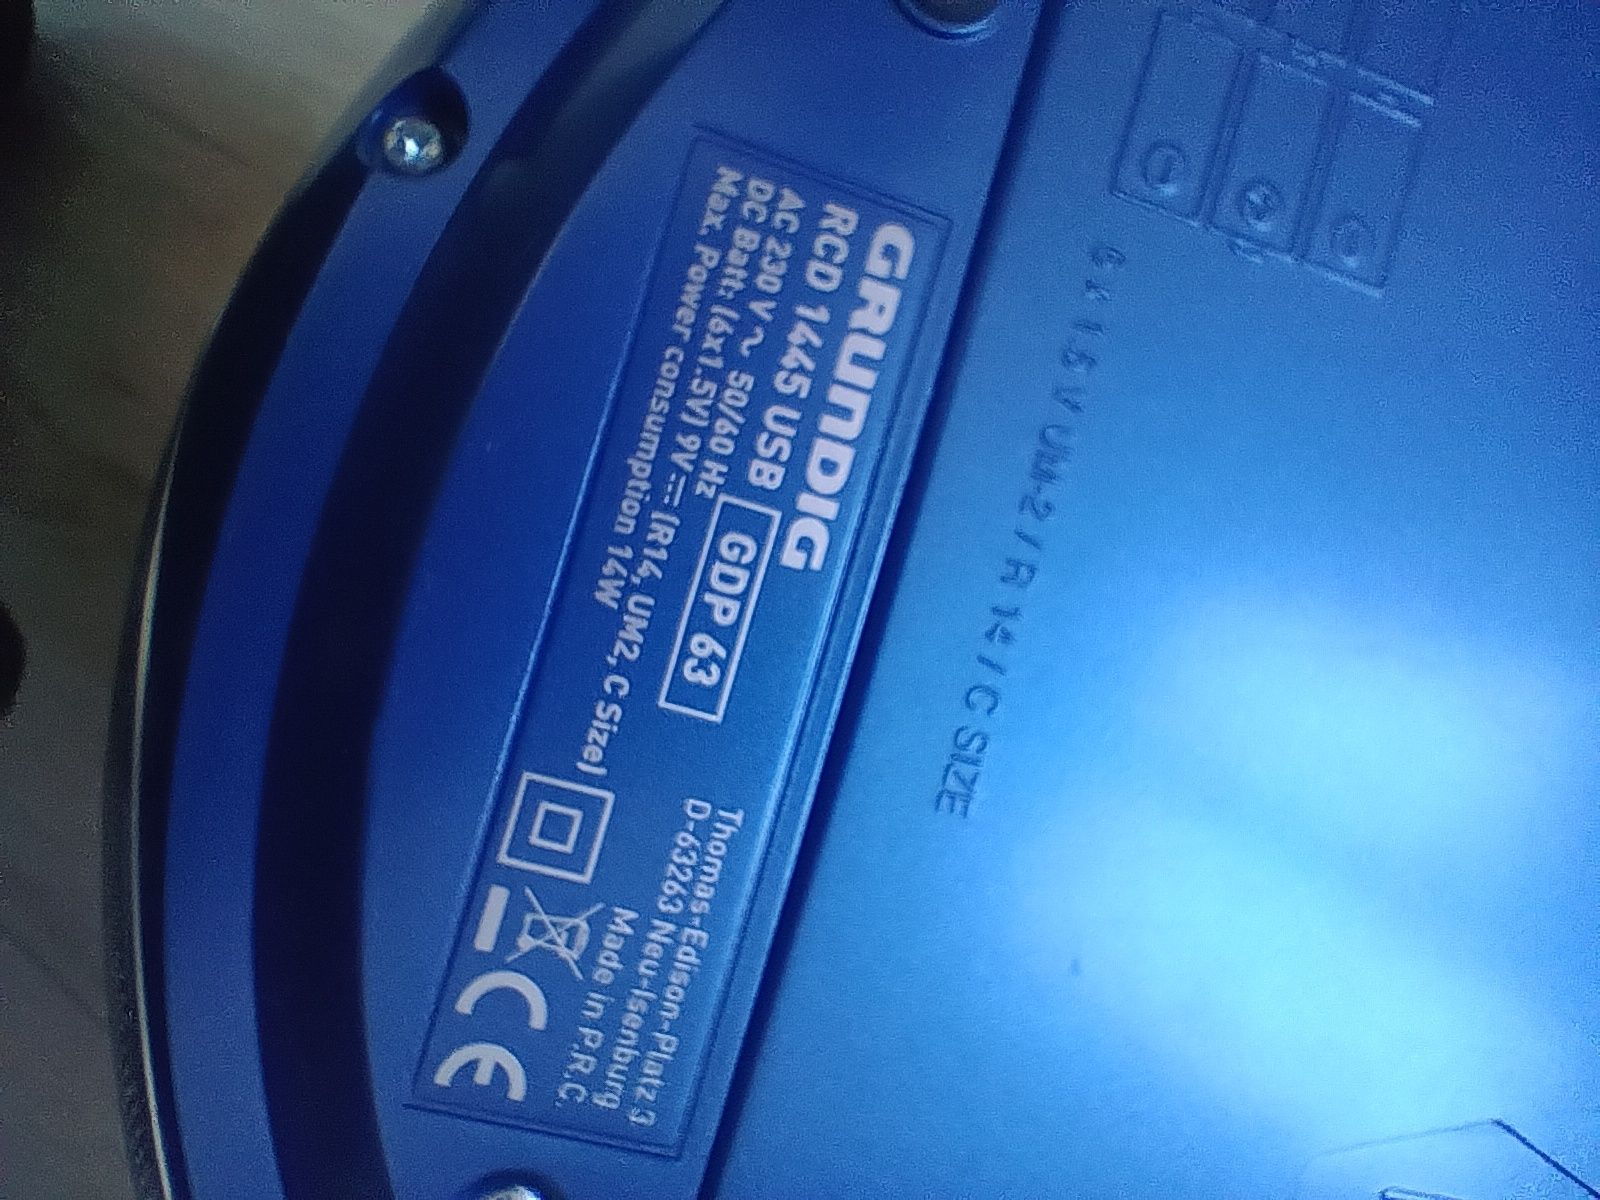 GRUNDIG
RCD 1445 USB
AC 230 V ~ 50/60 Hz
DC Batt: (6x1.5V) 9V ⎓ (R14, UM2, C Size)
Max. Power consumption 14W
GDP 63
Thomas-Edison-Platz 3
D-63263 Neu-Isenburg
Made in P.R.C.
CE
6 x 1.5 V UM-2 / R 14 / C SIZE